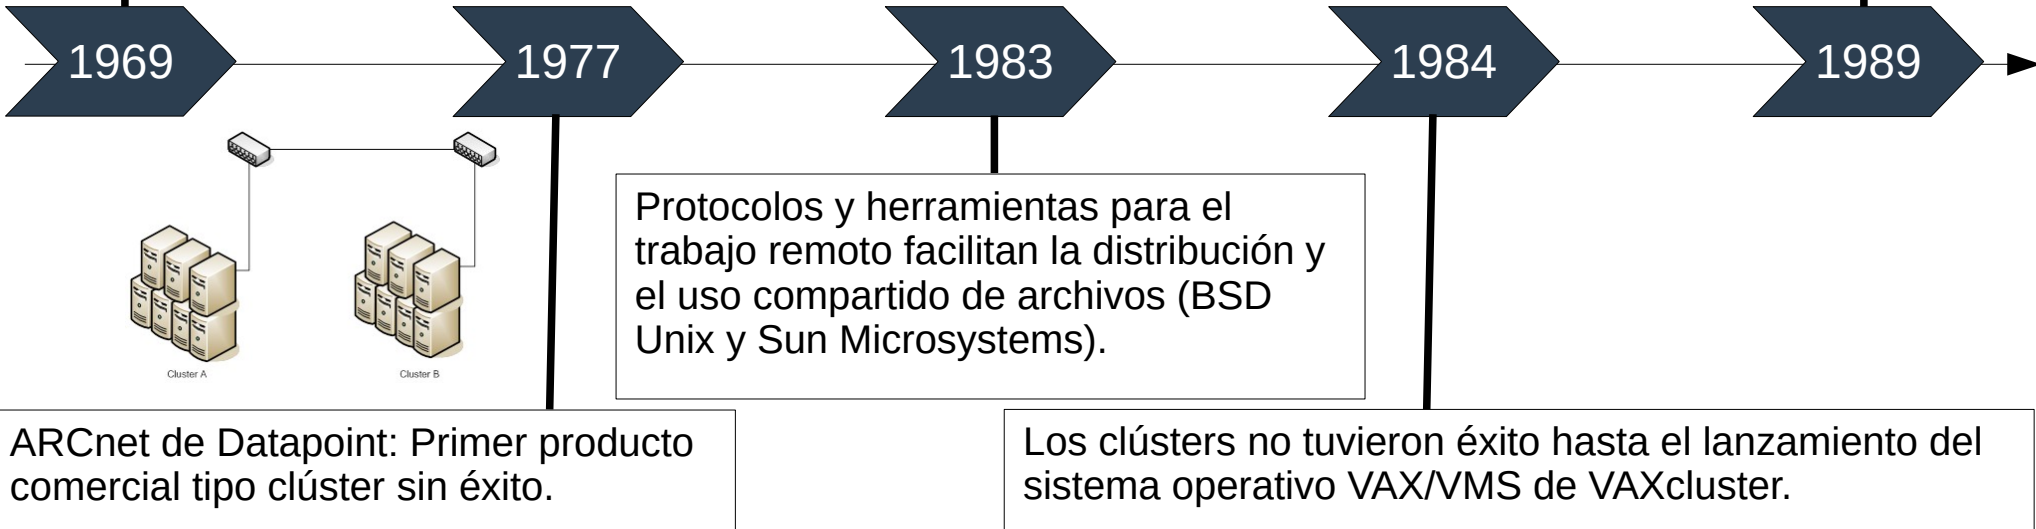 1969
1977
1983
1984
1989
Protocolos y herramientas para el
trabajo remoto facilitan la distribución y
el uso compartido de archivos (BSD
Unix y Sun Microsystems).
Cluster A
Cluster B
ARCnet de Datapoint: Primer producto
comercial tipo clúster sin éxito.
Los clústers no tuvieron éxito hasta el lanzamiento del
sistema operativo VAX/VMS de VAXcluster.